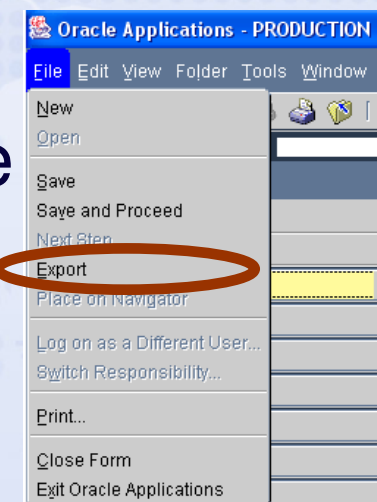 Oracle Applications - PRODUCTION
File Edit View Folder Tools Window
New
Open
e
Save
Save and Proceed
Next Step
Export
Place on Navigator
Log on as a Different User...
Switch Responsibility...
Print...
Close Form
Exit Oracle Applications